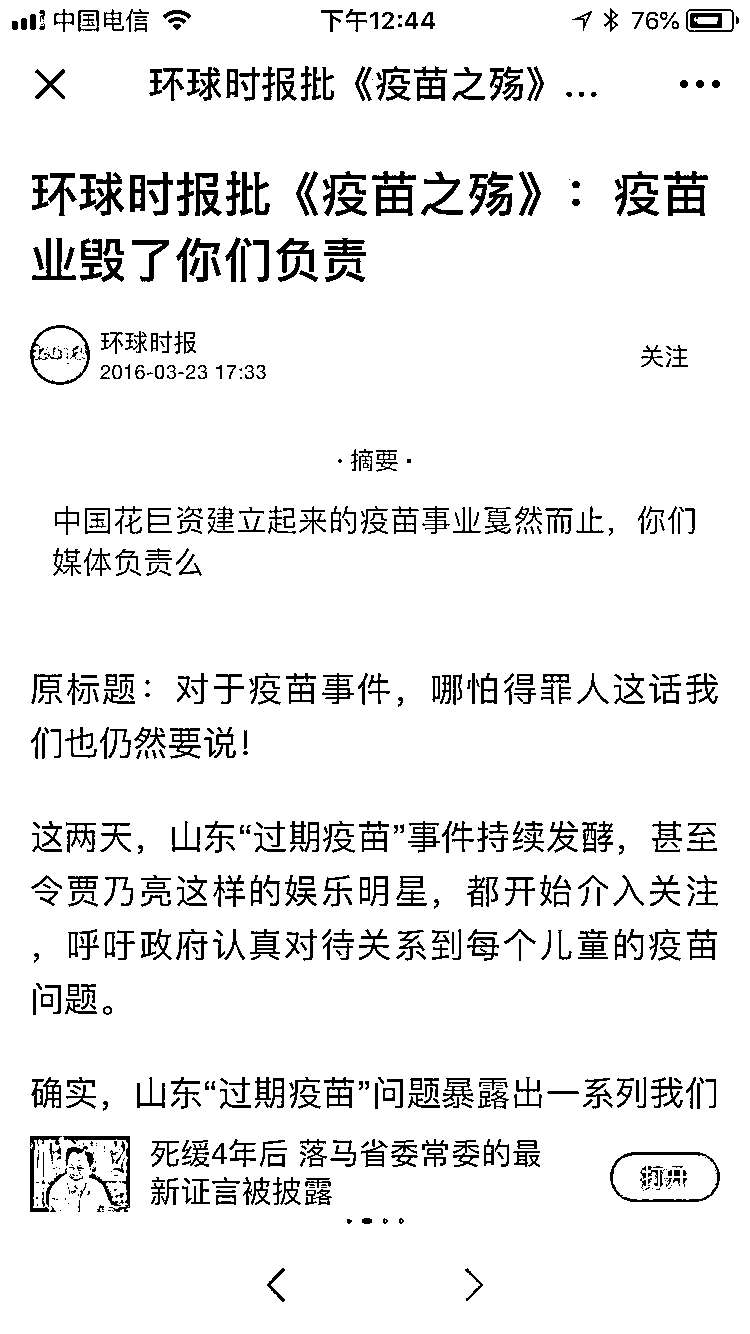 中国电信 下午12:44 76%
环球时报批《疫苗之殇》...
环球时报批《疫苗之殇》：疫苗
业毁了你们负责
环球时报
2016-03-23 17:33
关注
·摘要·
中国花巨资建立起来的疫苗事业戛然而止，你们
媒体负责么
原标题：对于疫苗事件，哪怕得罪人这话我
们也仍然要说!
这两天，山东“过期疫苗”事件持续发酵，甚至
令贾乃亮这样的娱乐明星，都开始介入关注
，呼吁政府认真对待关系到每个儿童的疫苗
问题。
确实，山东“过期疫苗”问题暴露出一系列我们
死缓4年后 落马省委常委的最
新证言被披露
打开